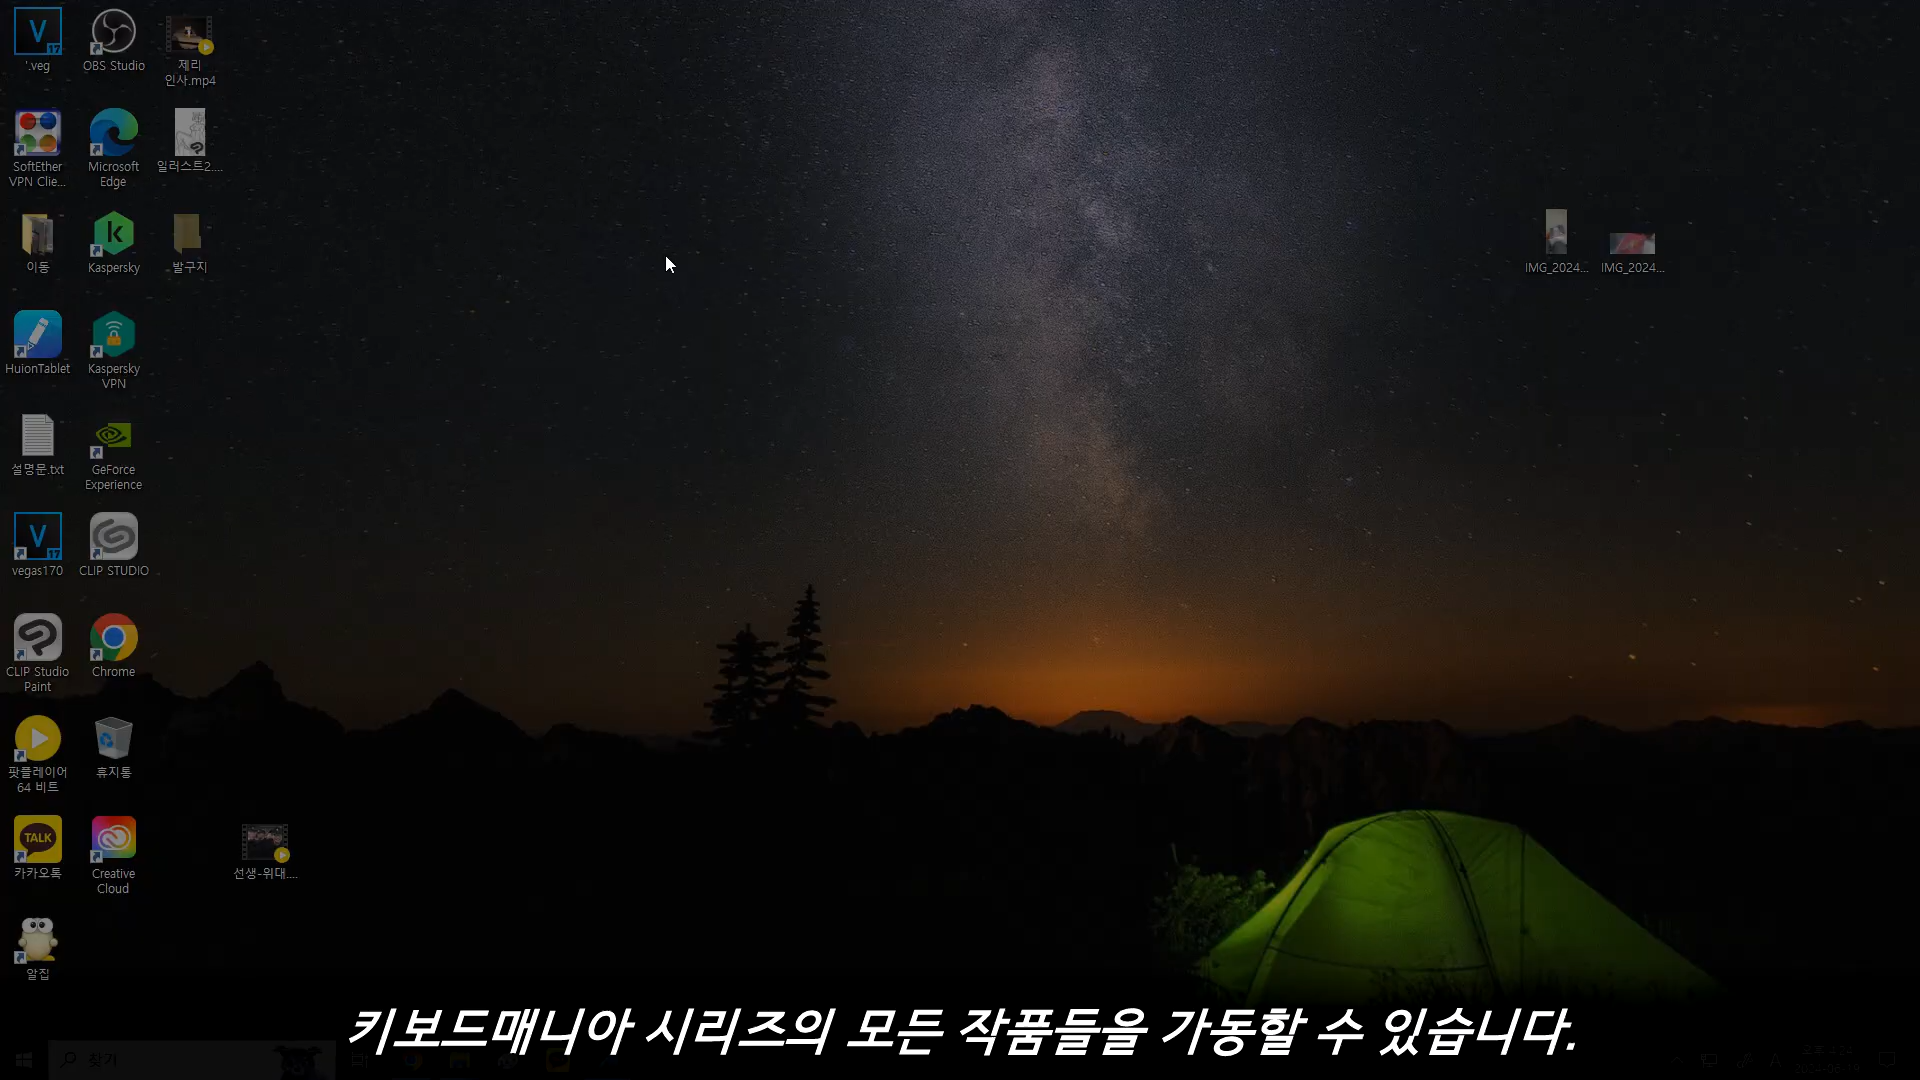 '.veg
OBS Studio
제리
인사.mp4
SoftEther
VPN Clie...
Microsoft
Edge
일러스트2....
이동
Kaspersky
발구지
IMG_2024...
IMG_2024...
HuionTablet
Kaspersky
VPN
설명문.txt
GeForce
Experience
vegas170
CLIP STUDIO
CLIP Studio
Paint
Chrome
팟플레이어
64 비트
휴지통
TALK
카카오톡
Creative
Cloud
선생-위대....
알집
키보드매니아 시리즈의 모든 작품들을 가동할 수 있습니다.
찾기